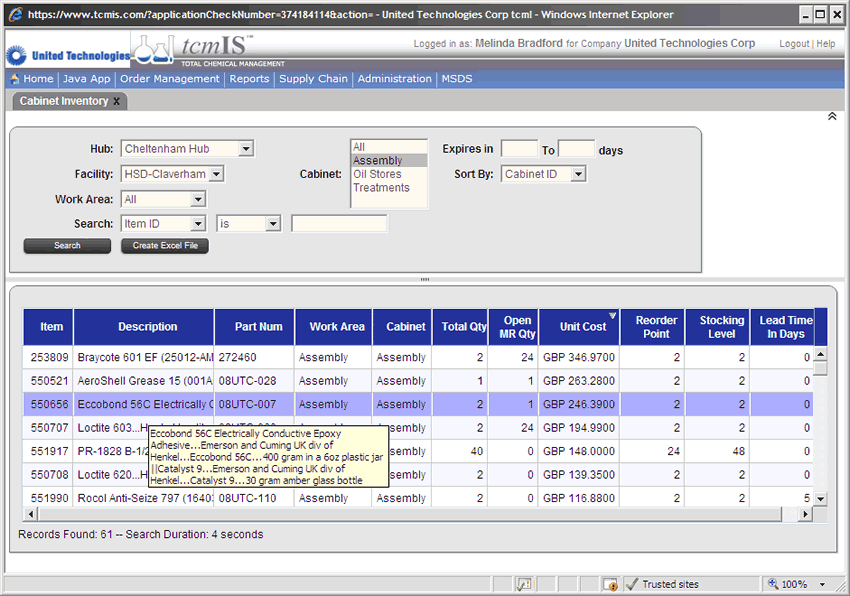 https://www.tcmis.com/?applicationCheckNumber=374184114&action= - United Technologies Corp tcmI - Windows Internet Explorer
United Technologies
tcmIS™
TOTAL CHEMICAL MANAGEMENT
Logged in as: Melinda Bradford for Company United Technologies Corp
Logout | Help
Home | Java App | Order Management | Reports | Supply Chain | Administration | MSDS
Cabinet Inventory X
Hub: Cheltenham Hub
Facility: HSD-Claverham
Work Area: All
Search: Item ID is
Cabinet: All
Assembly
Oil Stores
Treatments
Expires in To days
Sort By: Cabinet ID
Search Create Excel File
Item Description Part Num Work Area Cabinet Total Qty Open MR Qty Unit Cost Reorder Point Stocking Level Lead Time In Days
253809 Braycote 601 EF (25012-AM 272460 Assembly Assembly 2 24 GBP 346.9700 2 2 0
550521 AeroShell Grease 15 (001A 08UTC-028 Assembly Assembly 1 1 GBP 263.2800 2 2 0
550656 Eccobond 56C Electrically C 08UTC-007 Assembly Assembly 2 1 GBP 246.3900 2 2 0
550707 Loctite 603...H Assembly 2 24 GBP 194.9900 2 2 0
551917 PR-1828 B-1/2 40 0 GBP 148.0000 24 48 0
550708 Loctite 620...H 2 0 GBP 139.3500 2 2 0
551990 Rocol Anti-Seize 797 (1640 08UTC-110 Assembly Assembly 2 0 GBP 116.8800 2 2 5
Eccobond 56C Electrically Conductive Epoxy
Adhesive...Emerson and Cuming UK div of
Henkel...Eccobond 56C...400 gram in a 6oz plastic jar
||Catalyst 9...Emerson and Cuming UK div of
Henkel...Catalyst 9...30 gram amber glass bottle
Records Found: 61 -- Search Duration: 4 seconds
Trusted sites
100%